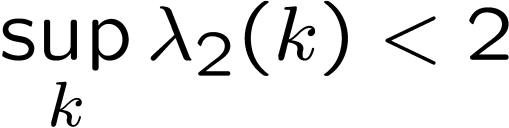 sup λ₂(k) < 2
k